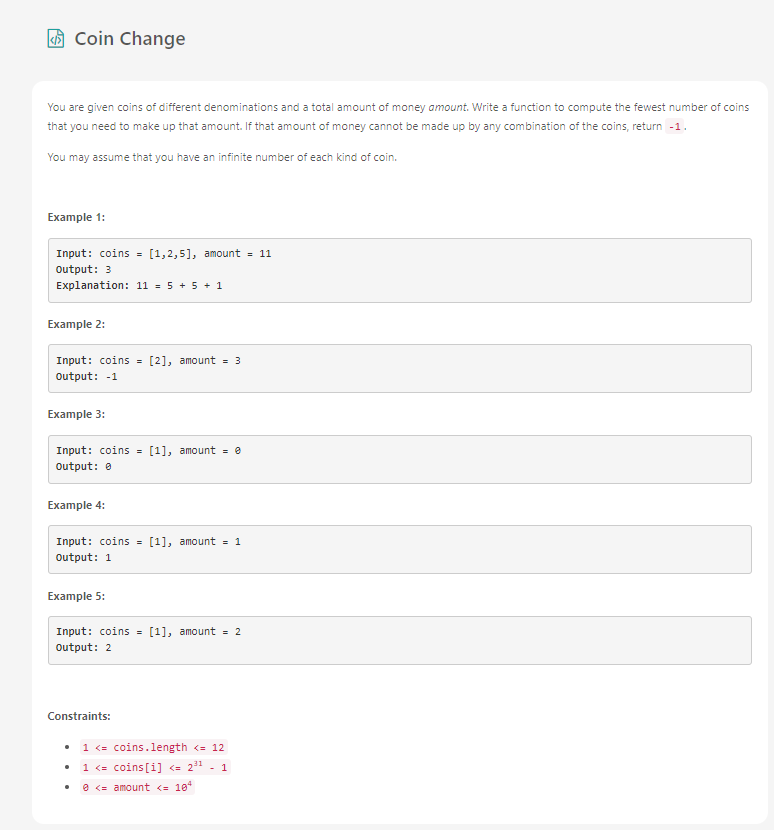 Coin Change
You are given coins of different denominations and a total amount of money amount. Write a function to compute the fewest number of coins
that you need to make up that amount. If that amount of money cannot be made up by any combination of the coins, return -1.
You may assume that you have an infinite number of each kind of coin.
Example 1:
Input: coins = [1,2,5], amount = 11
Output: 3
Explanation: 11 = 5 + 5 + 1
Example 2:
Input: coins = [2], amount = 3
Output: -1
Example 3:
Input: coins = [1], amount = 0
Output: 0
Example 4:
Input: coins = [1], amount = 1
Output: 1
Example 5:
Input: coins = [1], amount = 2
Output: 2
Constraints:
• 1 <= coins.length <= 12
• 1 <= coins[i] <= 2³¹ - 1
• 0 <= amount <= 10⁴